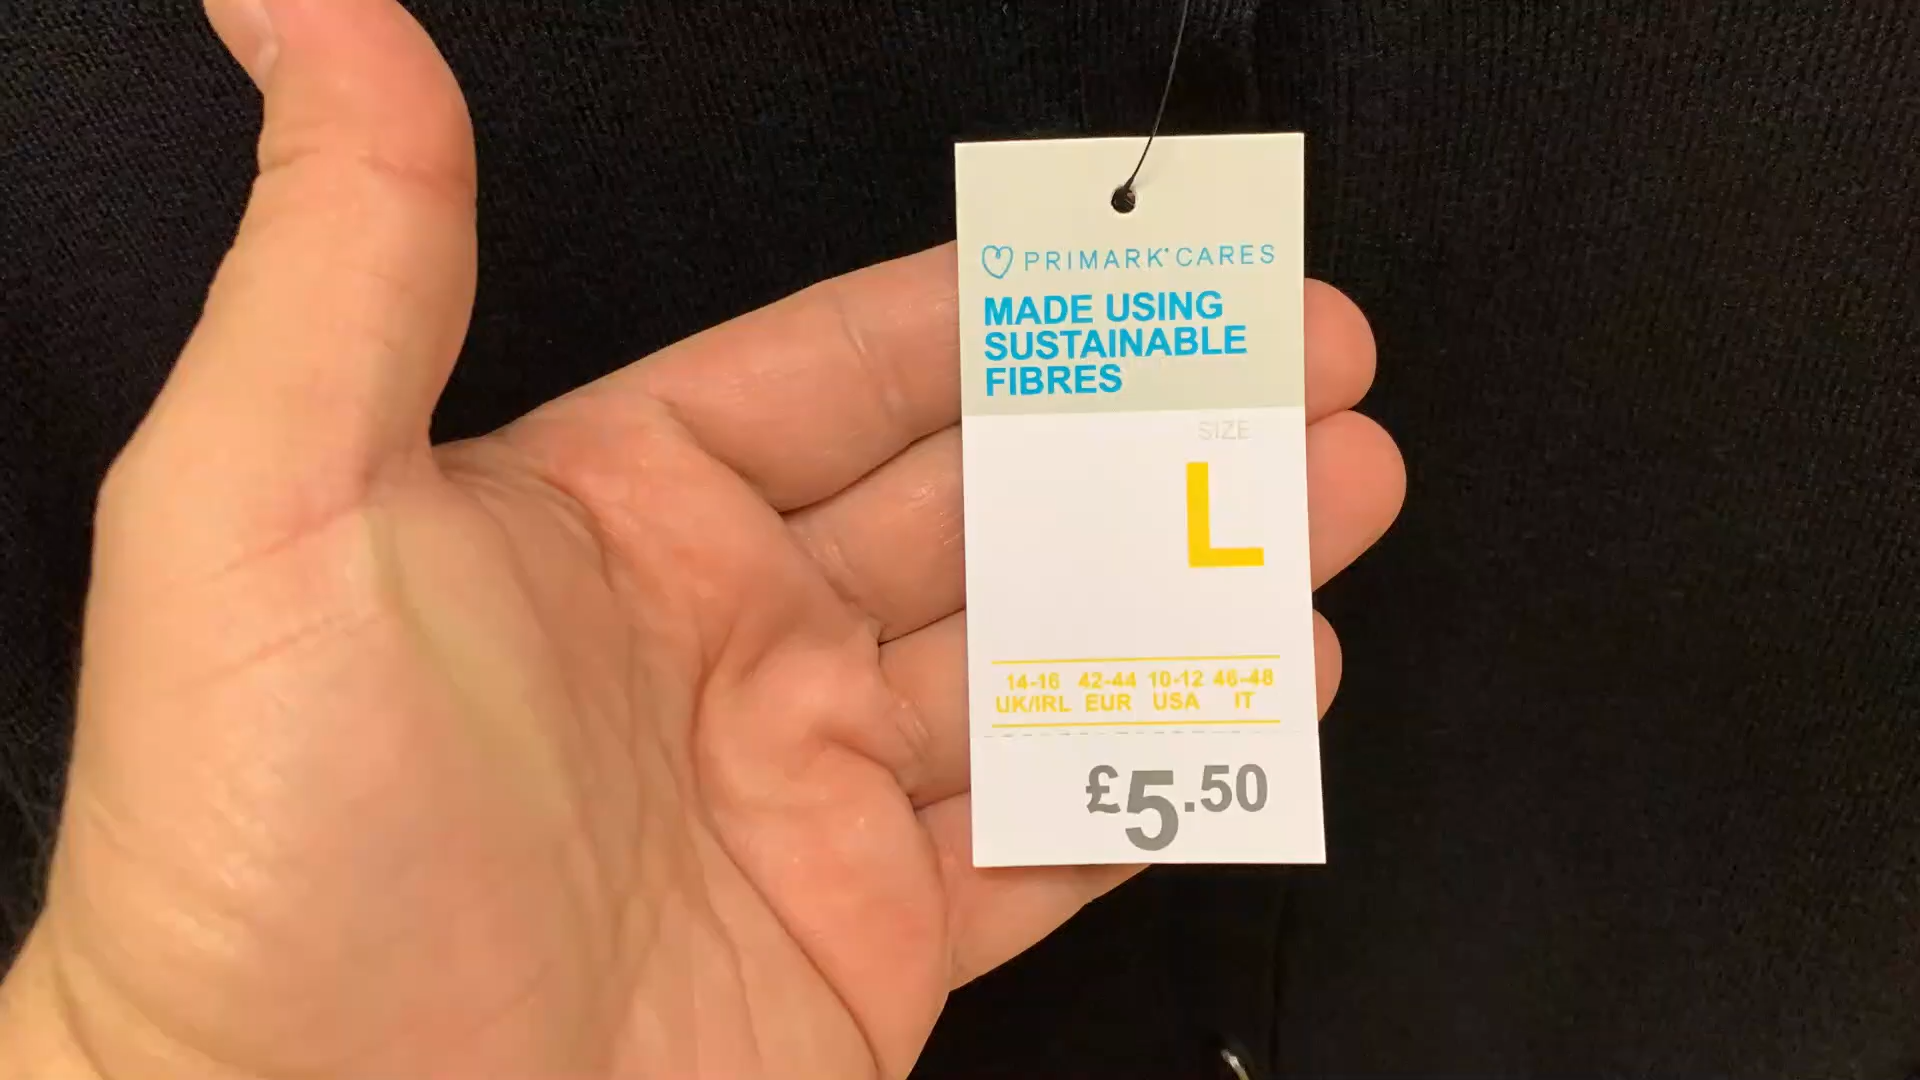 PRIMARK® CARES
MADE USING
SUSTAINABLE
FIBRES
SIZE
L
14-16 42-44 10-12 46-48
UK/IRL EUR USA IT
£5.50